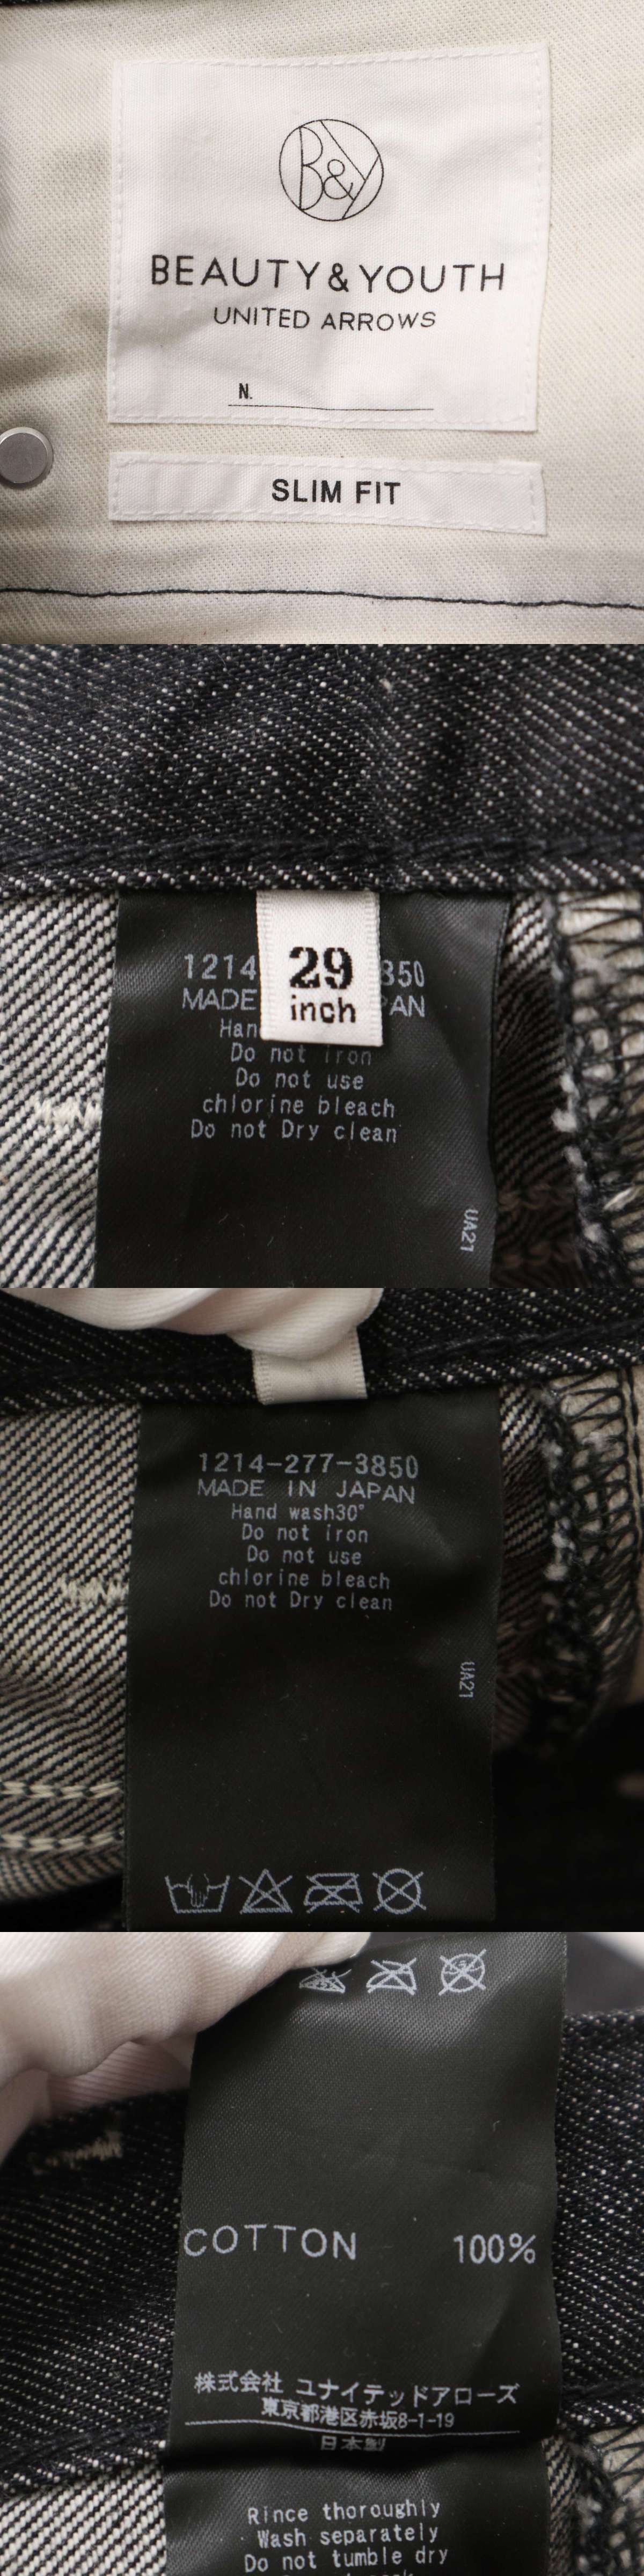 B&Y
BEAUTY&YOUTH
UNITED ARROWS
N.
SLIM FIT
1214 850
29
inch
MADE PAN
Han
Do not iron
Do not use
chlorine bleach
Do not Dry clean
UA21
1214-277-3850
MADE IN JAPAN
Hand wash30°
Do not iron
Do not use
chlorine bleach
Do not Dry clean
UA21
COTTON 100%
株式会社 ユナイテッドアローズ
東京都港区赤坂8-1-19
日本製
Rince thoroughly
Wash separately
Do not tumble dry